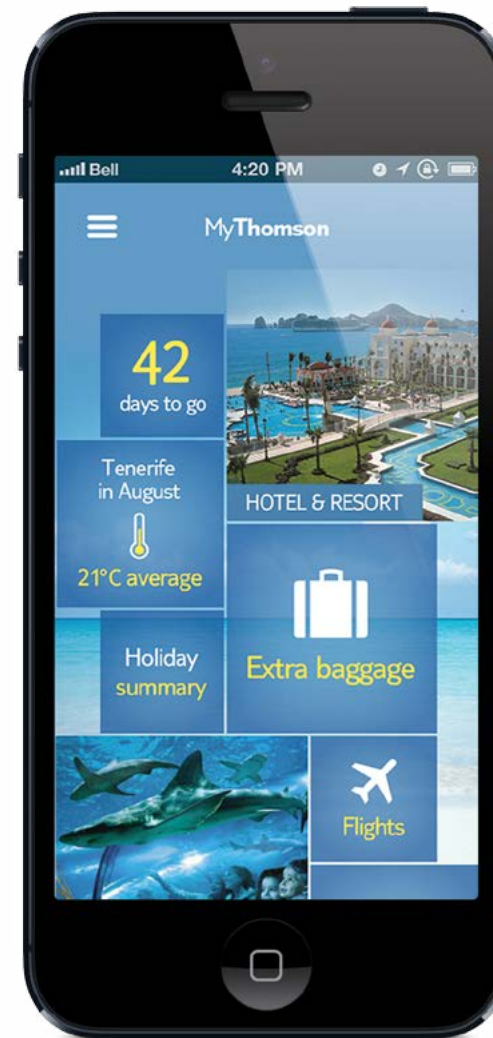 Bell 4:20 PM
MyThomson
42
days to go
HOTEL & RESORT
Tenerife
in August
21°C average
Extra baggage
Holiday
summary
Flights